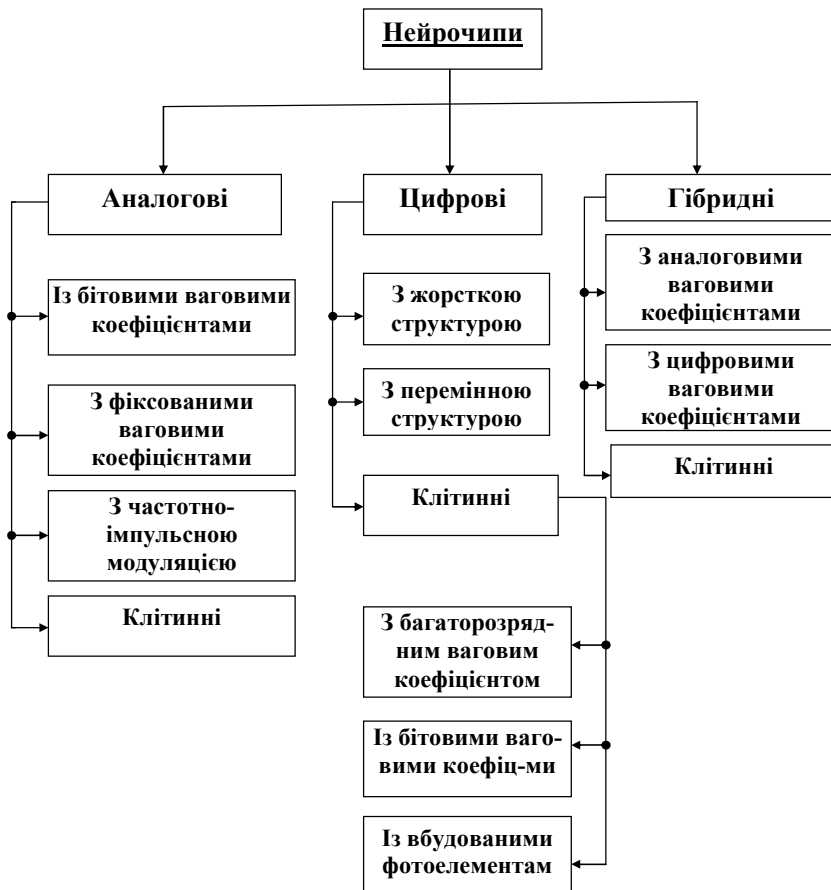 Нейрочипи
Аналогові
Цифрові
Гібридні
Із бітовими ваговими
коефіцієнтами
З фіксованими
ваговими
коефіцієнтами
З частотно-
імпульсною
модуляцією
Клітинні
З жорсткою
структурою
З перемінною
структурою
Клітинні
З багаторозряд-
ним ваговим
коефіцієнтом
Із бітовими ваго-
вими коефіц-ми
Із вбудованими
фотоелементам
З аналоговими
ваговими
коефіцієнтами
З цифровими
ваговими
коефіцієнтами
Клітинні